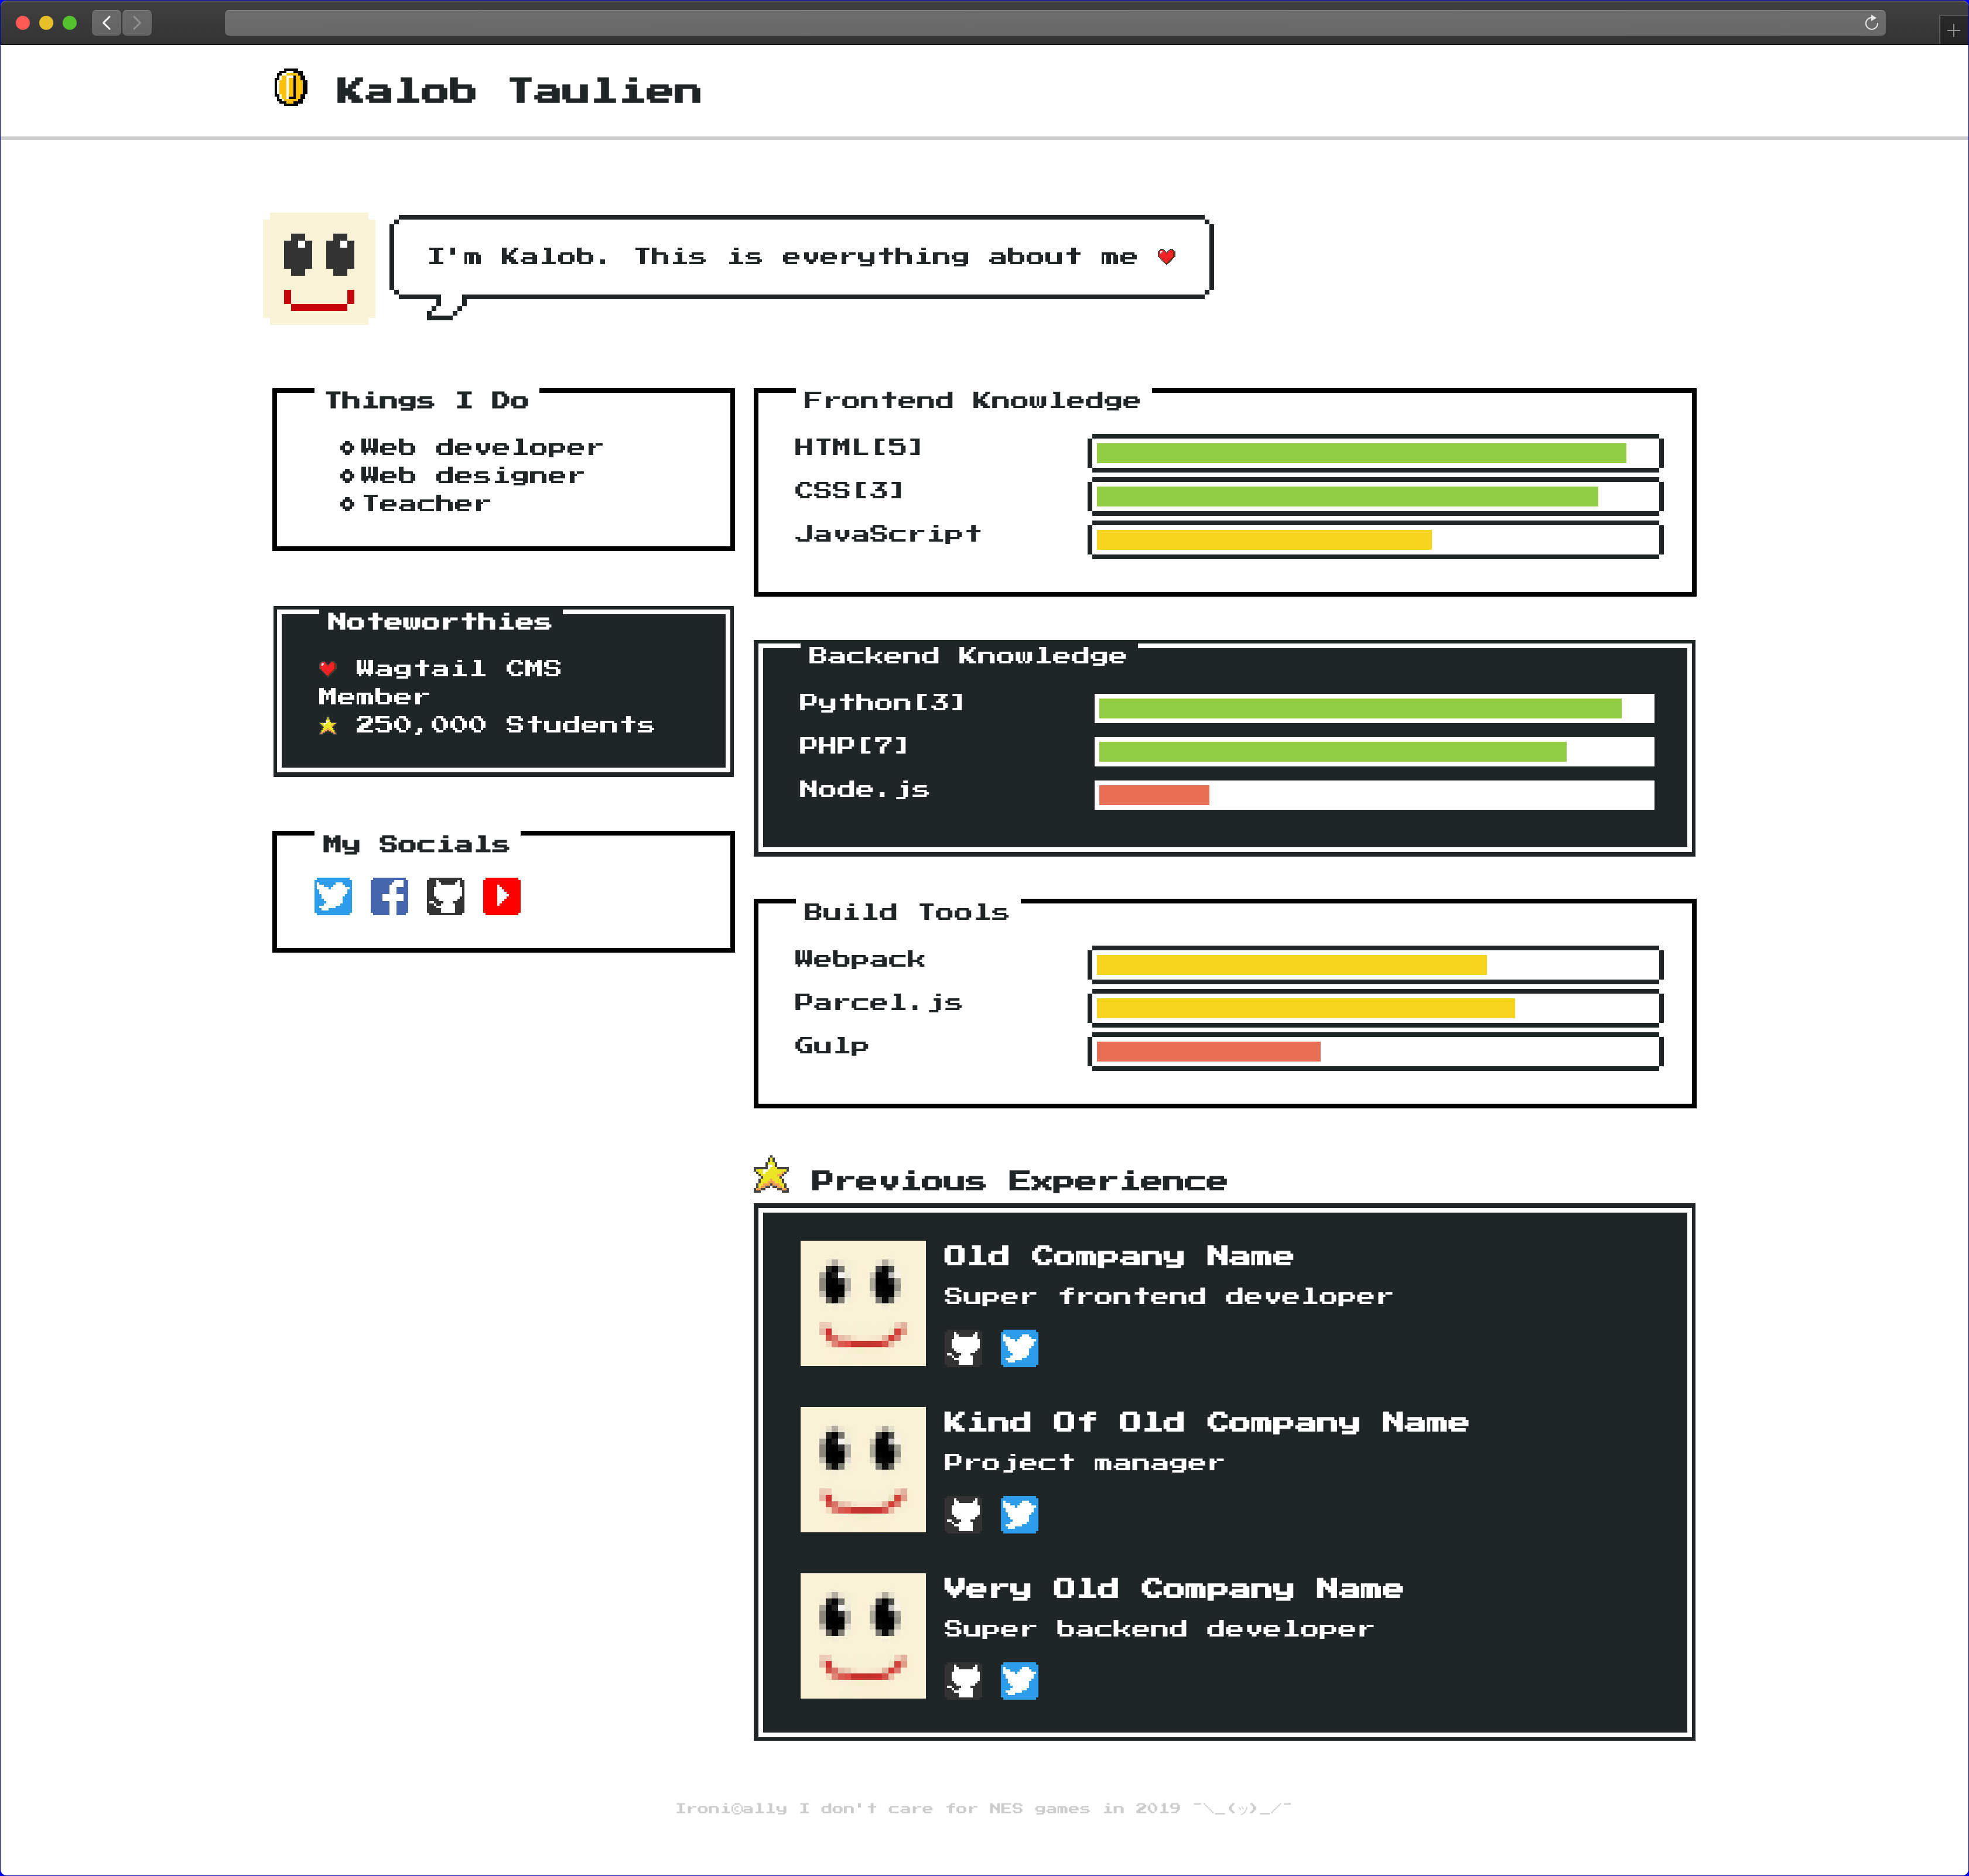 Kalob Taulien
I'm Kalob. This is everything about me
Things I Do
Web developer
Web designer
Teacher
Noteworthies
Wagtail CMS
Member
250,000 Students
My Socials
Frontend Knowledge
HTML[5]
CSS[3]
JavaScript
Backend Knowledge
Python[3]
PHP[7]
Node.js
Build Tools
Webpack
Parcel.js
Gulp
Previous Experience
Old Company Name
Super frontend developer
Kind Of Old Company Name
Project manager
Very Old Company Name
Super backend developer
Ironi©ally I don't care for NES games in 2019 ¯\_(ツ)_/¯